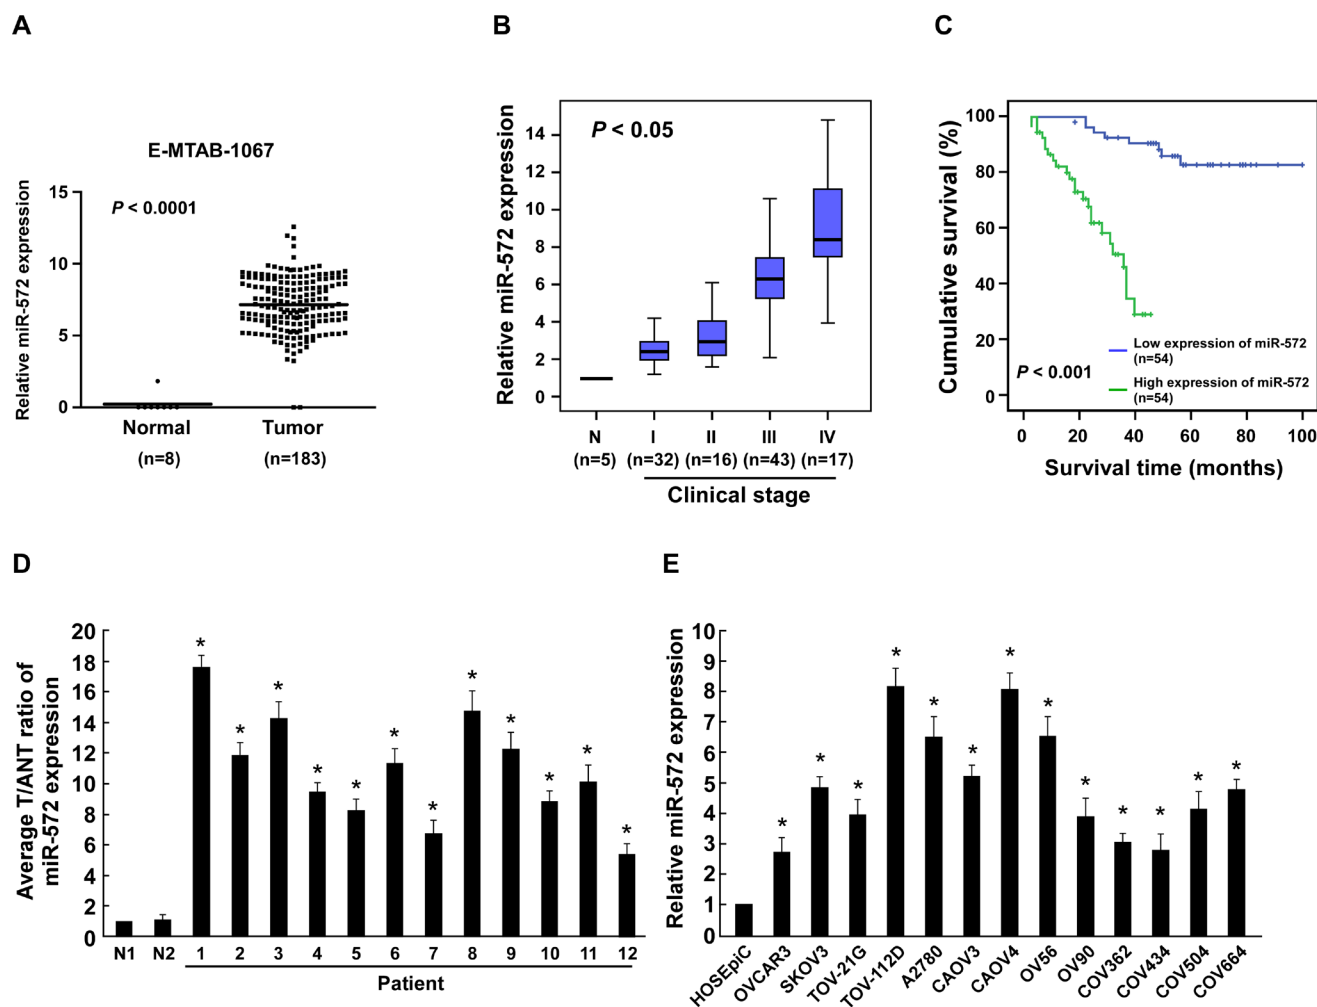 A
E-MTAB-1067
Relative miR-572 expression
15
10
5
0
P < 0.0001
Normal
Tumor
(n=8)
(n=183)
B
Relative miR-572 expression
14
12
10
8
6
4
2
0
P < 0.05
N
I
II
III
IV
(n=5)
(n=32)
(n=16)
(n=43)
(n=17)
Clinical stage
C
Cumulative survival (%)
100
80
60
40
20
0
P < 0.001
Low expression of miR-572
(n=54)
High expression of miR-572
(n=54)
0
20
40
60
80
100
Survival time (months)
D
Average T/ANT ratio of
miR-572 expression
20
18
16
14
12
10
8
6
4
2
0
*
*
*
*
*
*
*
*
*
*
*
*
N1
N2
1
2
3
4
5
6
7
8
9
10
11
12
Patient
E
Relative miR-572 expression
10
9
8
7
6
5
4
3
2
1
0
*
*
*
*
*
*
*
*
*
*
*
*
*
HOSEpiC
OVCAR3
SKOV3
TOV-21G
TOV-112D
A2780
CAOV3
CAOV4
OV56
OV90
COV362
COV434
COV504
COV664